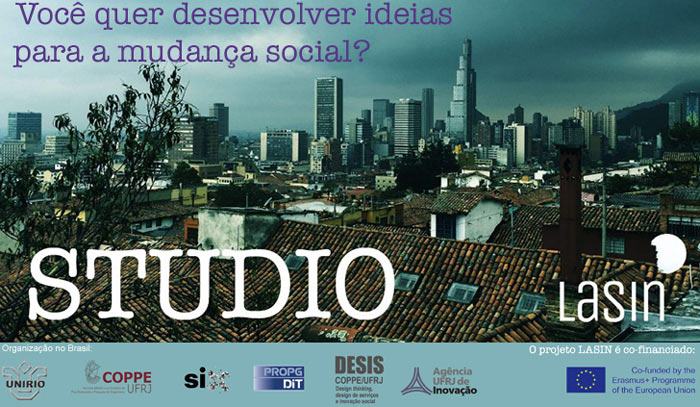 Você quer desenvolver ideias
para a mudança social?
STUDIO
Lasin
Organização no Brasil:
O projeto LASIN é co-financiado:
UNIRIO
COPPE
UFRJ
six
PROPG
DiT
DESIS
COPPE/UFRJ
Design thinking,
design de serviços
e inovação social
Agência
UFRJ de
Inovação
Co-funded by the
Erasmus+ Programme
of the European Union